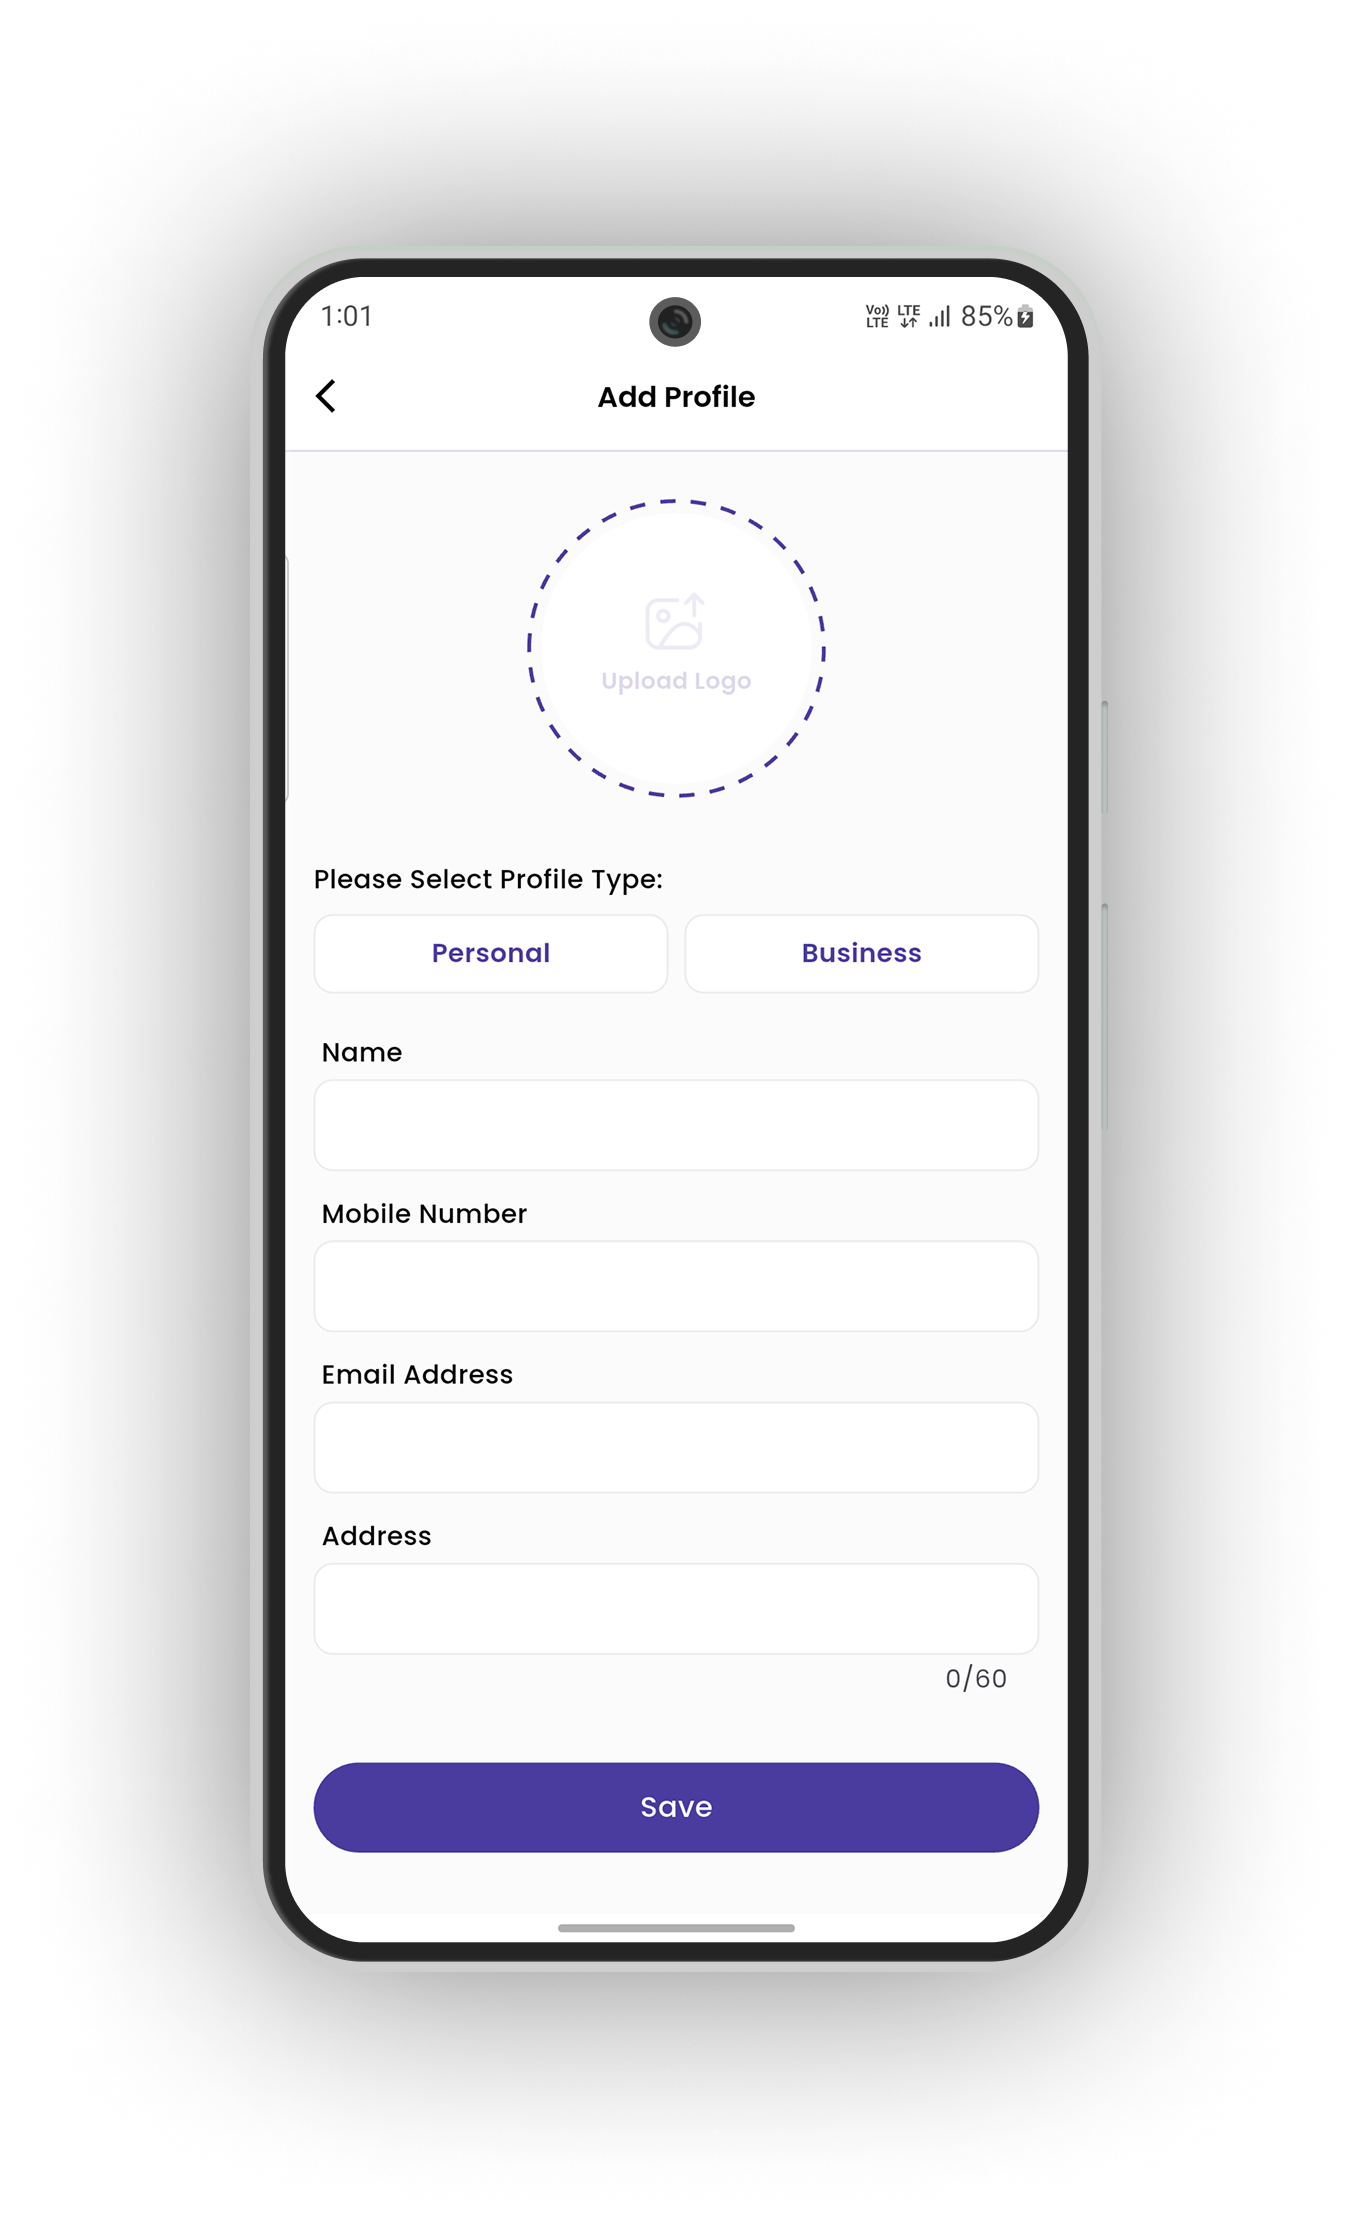 1:01 Vo)) LTE LTE 85%
Add Profile
Upload Logo
Please Select Profile Type:
Personal Business
Name
Mobile Number
Email Address
Address
0/60
Save